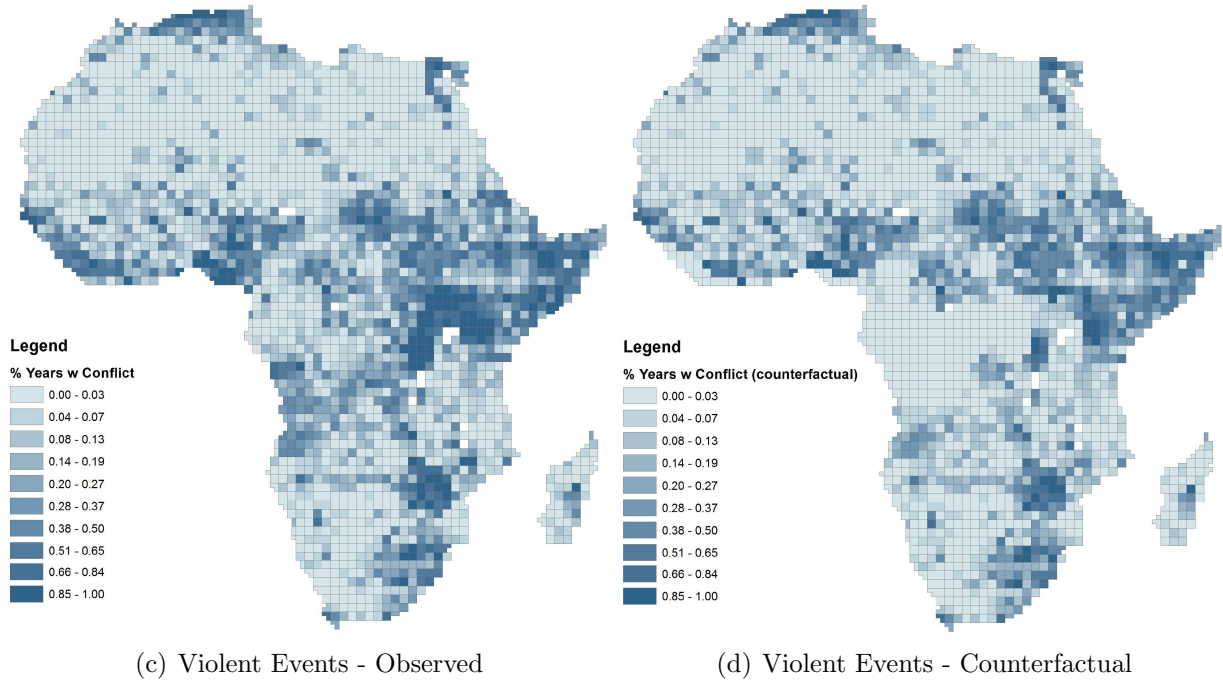 Legend
% Years w Conflict
0.00 - 0.03
0.04 - 0.07
0.08 - 0.13
0.14 - 0.19
0.20 - 0.27
0.28 - 0.37
0.38 - 0.50
0.51 - 0.65
0.66 - 0.84
0.85 - 1.00
(c) Violent Events - Observed
Legend
% Years w Conflict (counterfactual)
0.00 - 0.03
0.04 - 0.07
0.08 - 0.13
0.14 - 0.19
0.20 - 0.27
0.28 - 0.37
0.38 - 0.50
0.51 - 0.65
0.66 - 0.84
0.85 - 1.00
(d) Violent Events - Counterfactual